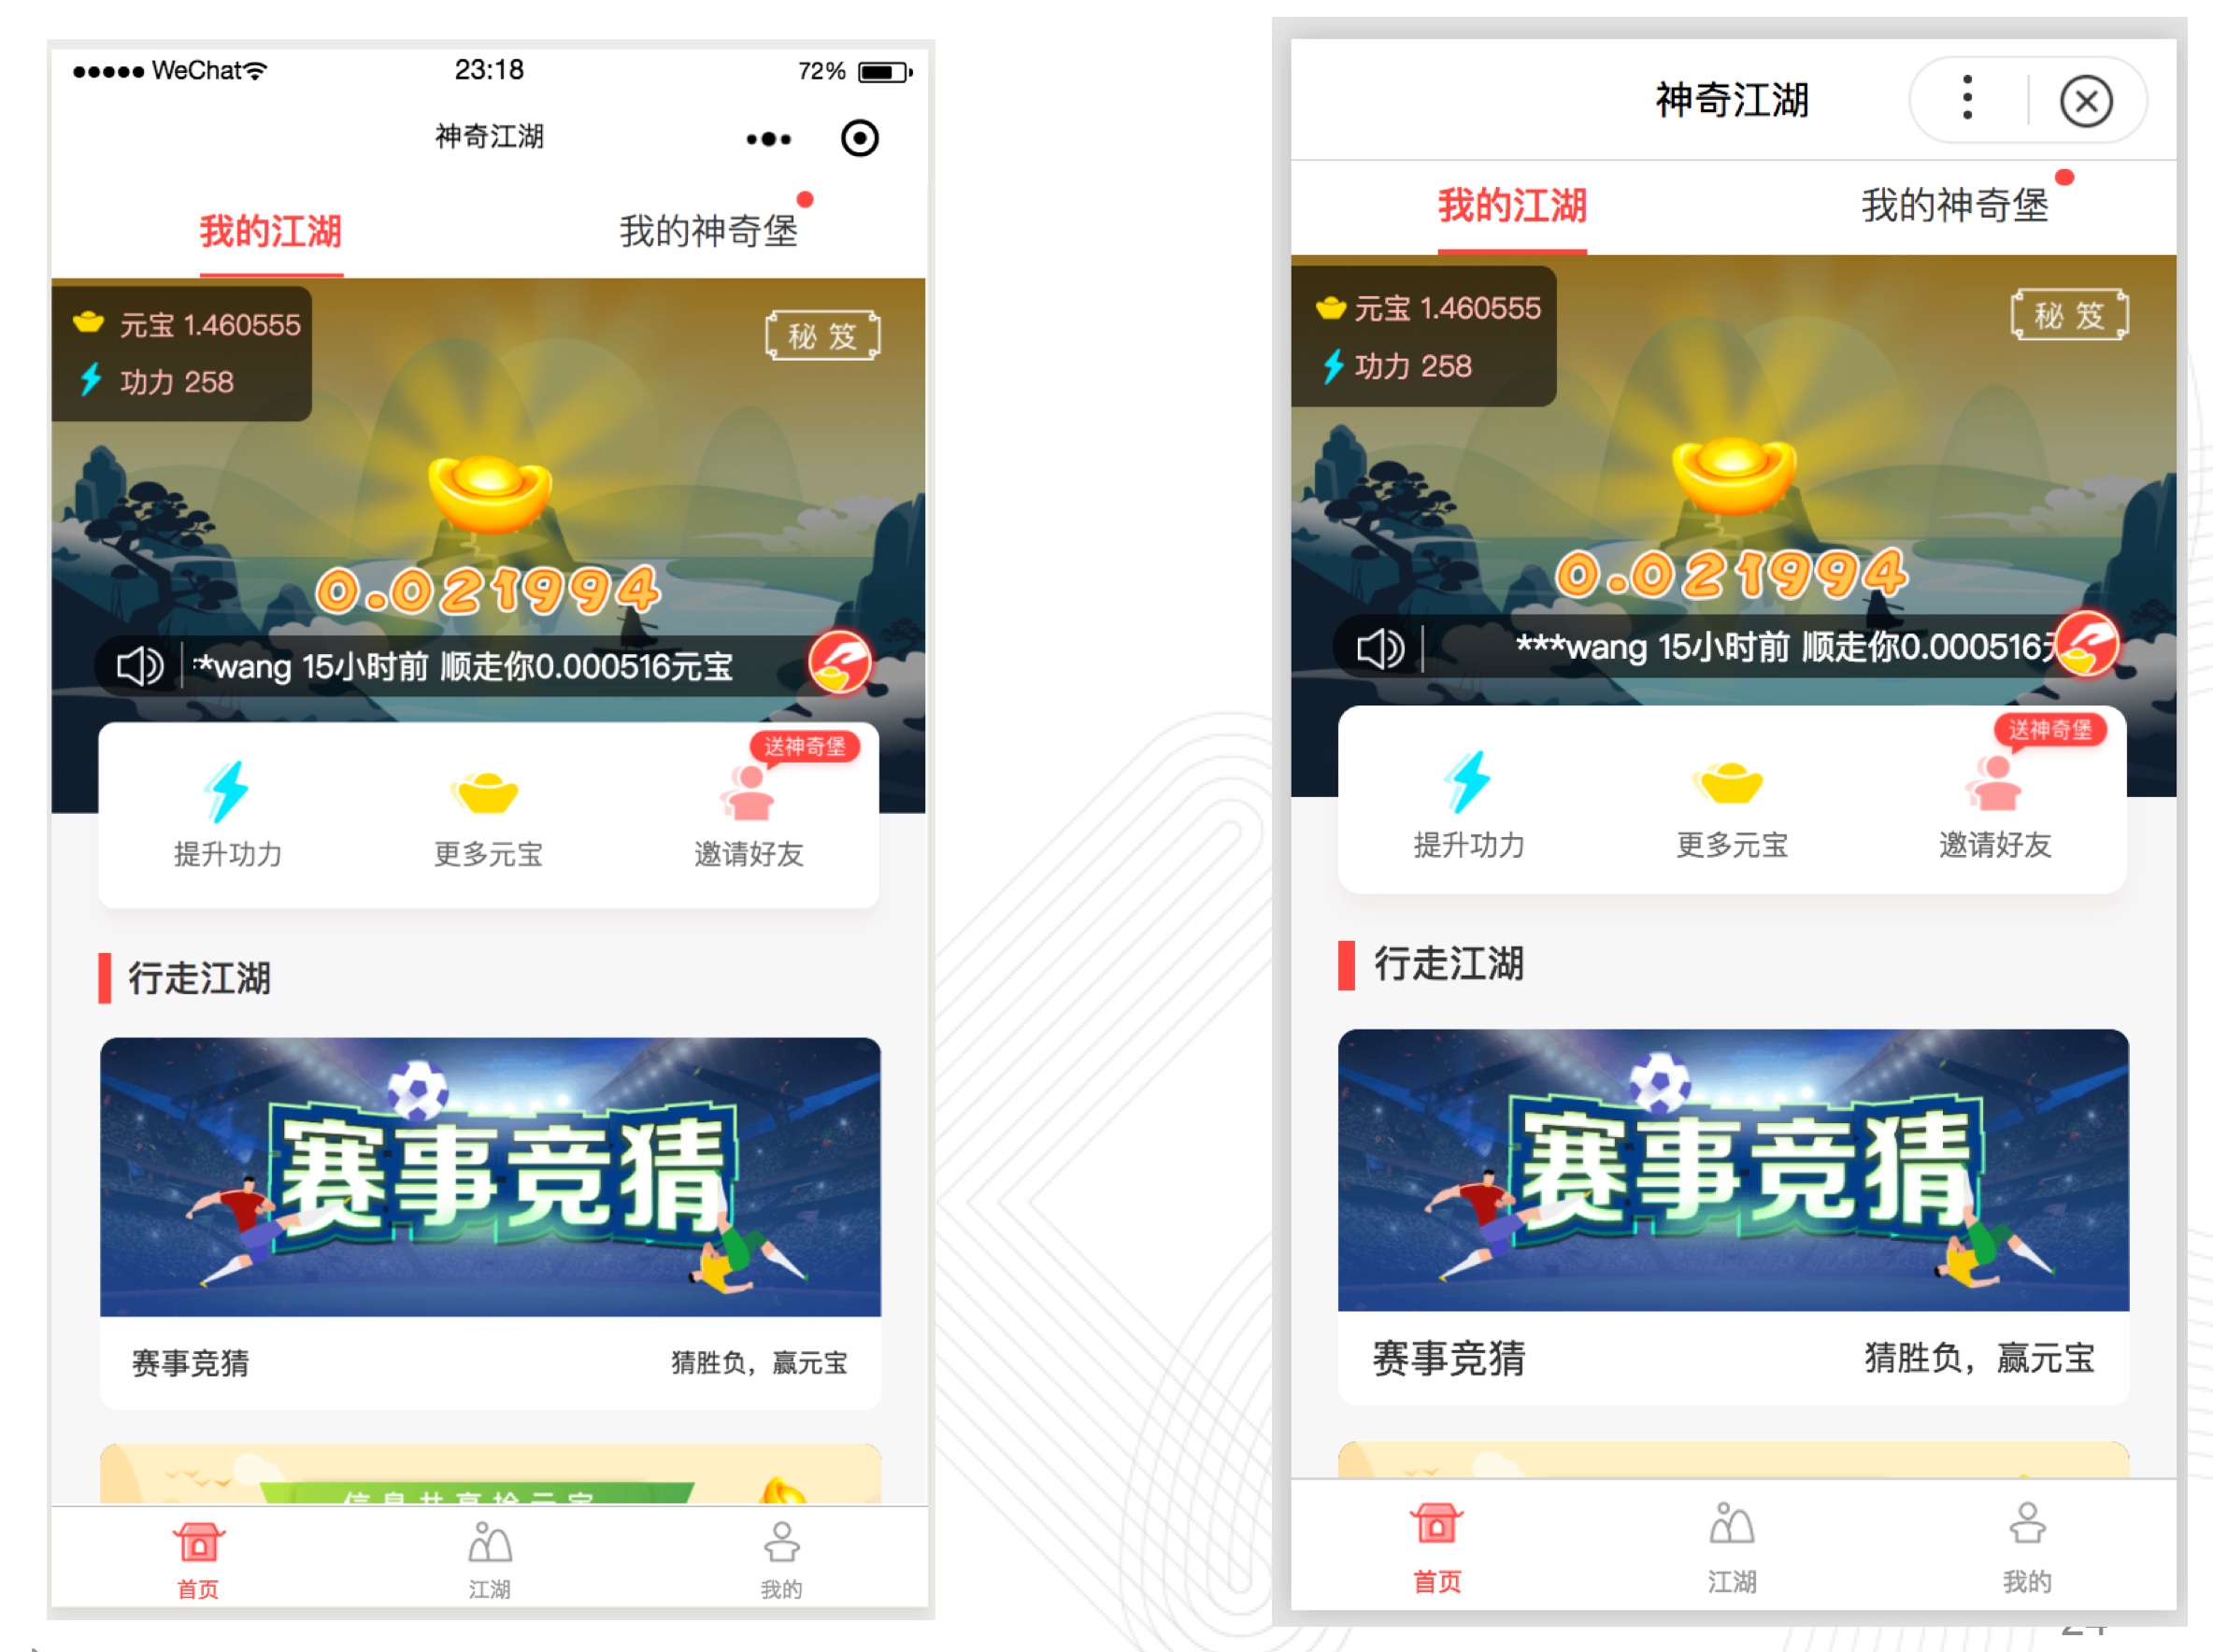 WeChat 23:18 72%
神奇江湖
我的江湖 我的神奇堡
元宝 1.460555
秘笈
功力 258
0.021994
*wang 15小时前 顺走你0.000516元宝
送神奇堡
提升功力 更多元宝 邀请好友
行走江湖
赛事竞猜
赛事竞猜 猜胜负，赢元宝
首页 江湖 我的
神奇江湖
我的江湖 我的神奇堡
元宝 1.460555
秘笈
功力 258
0.021994
***wang 15小时前 顺走你0.000516
送神奇堡
提升功力 更多元宝 邀请好友
行走江湖
赛事竞猜
赛事竞猜 猜胜负，赢元宝
首页 江湖 我的